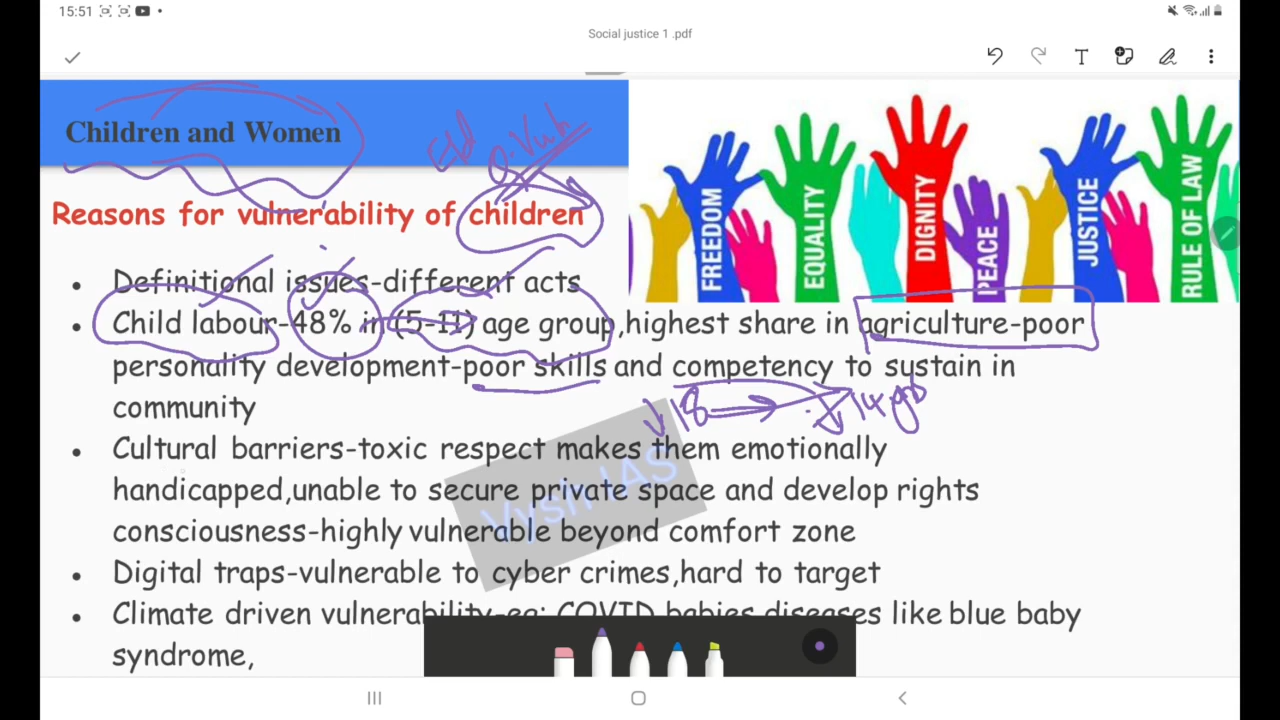 15:51
Social justice 1 .pdf
T
Children and Women
Reasons for vulnerability of children
• Definitional issues-different acts
• Child labour-48% in (5-11) age group,highest share in agriculture-poor
personality development-poor skills and competency to sustain in
community
18
• Cultural barriers-toxic respect makes them emotionally
handicapped,unable to secure private space and develop rights
consciousness-highly vulnerable beyond comfort zone
• Digital traps-vulnerable to cyber crimes,hard to target
• Climate driven vulnerability-eg: COVID babies diseases like blue baby
syndrome,
Vysh IAS
FREEDOM
EQUALITY
DIGNITY
PEACE
JUSTICE
RULE OF LAW